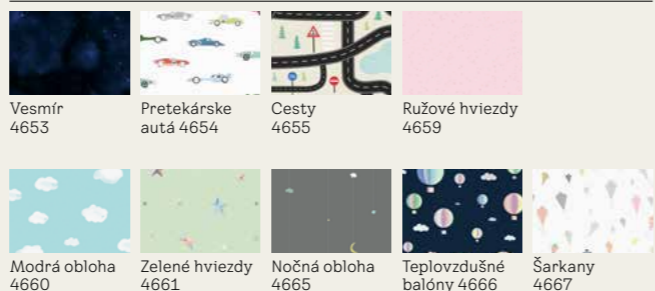 Vesmír
4653
Pretekárske
autá 4654
Cesty
4655
Ružové hviezdy
4659
Modrá obloha
4660
Zelené hviezdy
4661
Nočná obloha
4665
Teplovzdušné
balóny 4666
Šarkany
4667